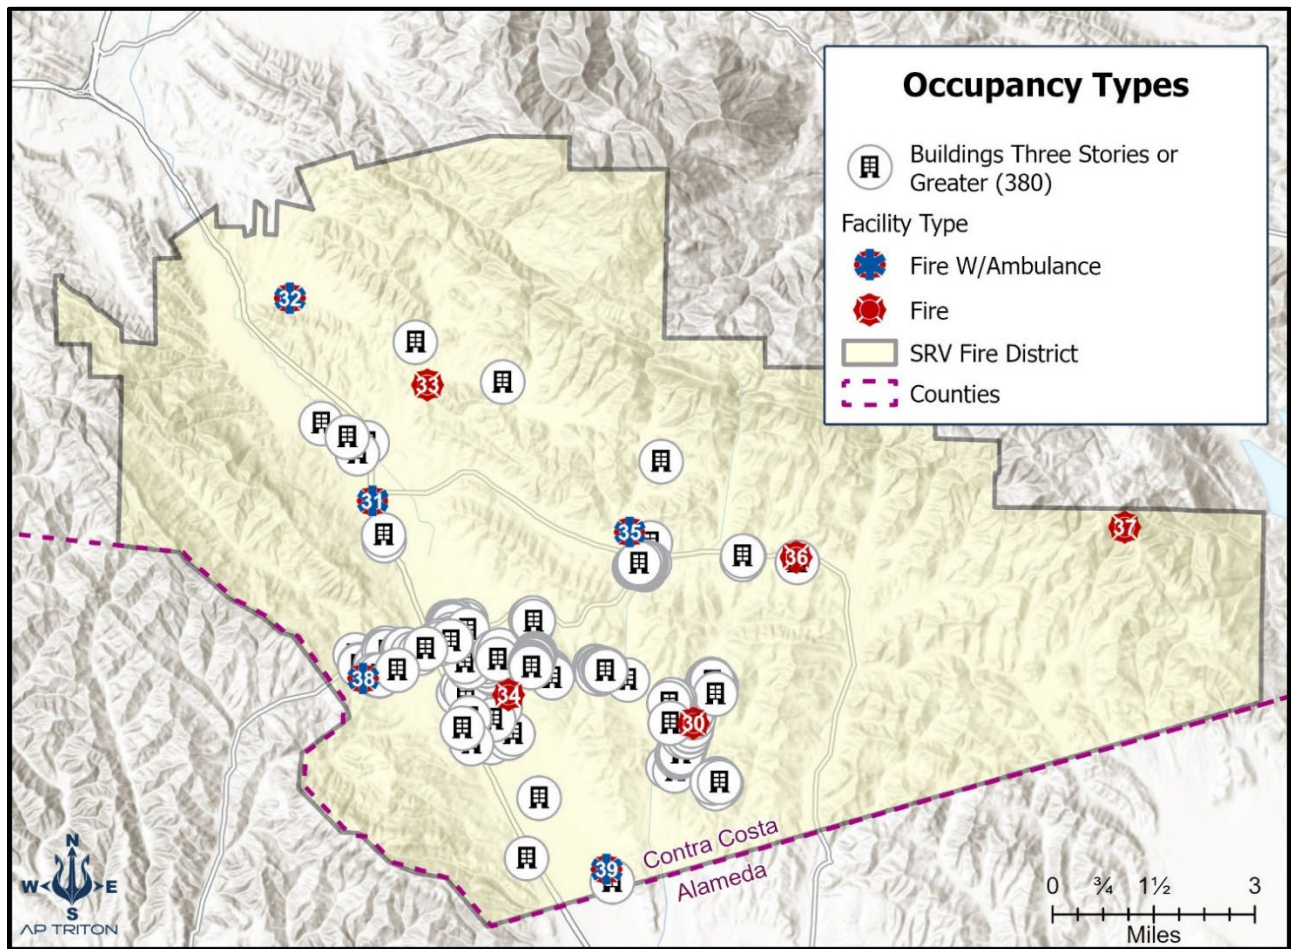 Occupancy Types
Buildings Three Stories or
Greater (380)
Facility Type
Fire W/Ambulance
Fire
SRV Fire District
Counties
32
33
31
35
36
37
38
34
30
39
Contra Costa
Alameda
N
W E
S
AP TRITON
0 ¾ 1½ 3
Miles